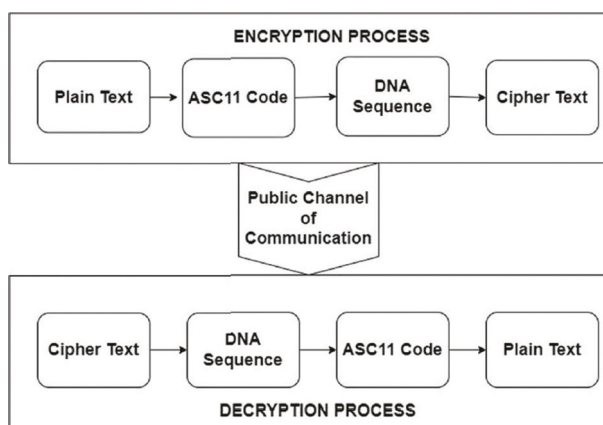 ENCRYPTION PROCESS
Plain Text
ASC11 Code
DNA
Sequence
Cipher Text
Public Channel
of
Communication
Cipher Text
DNA
Sequence
ASC11 Code
Plain Text
DECRYPTION PROCESS